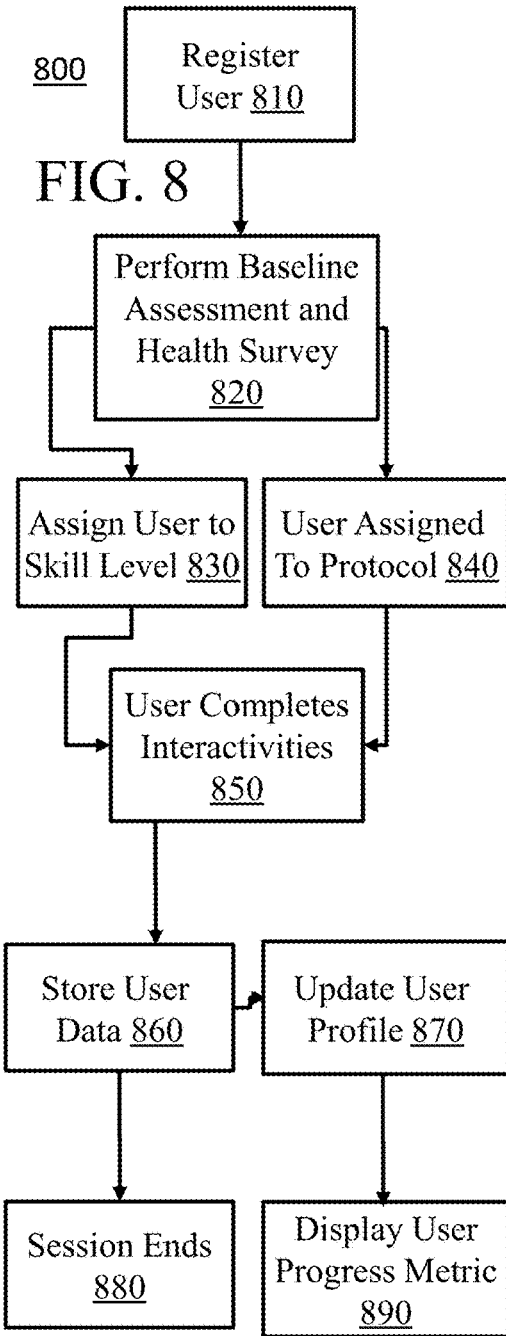 800
Register
User 810
FIG. 8
Perform Baseline
Assessment and
Health Survey
820
Assign User to
Skill Level 830
User Assigned
To Protocol 840
User Completes
Interactivities
850
Store User
Data 860
Update User
Profile 870
Session Ends
880
Display User
Progress Metric
890